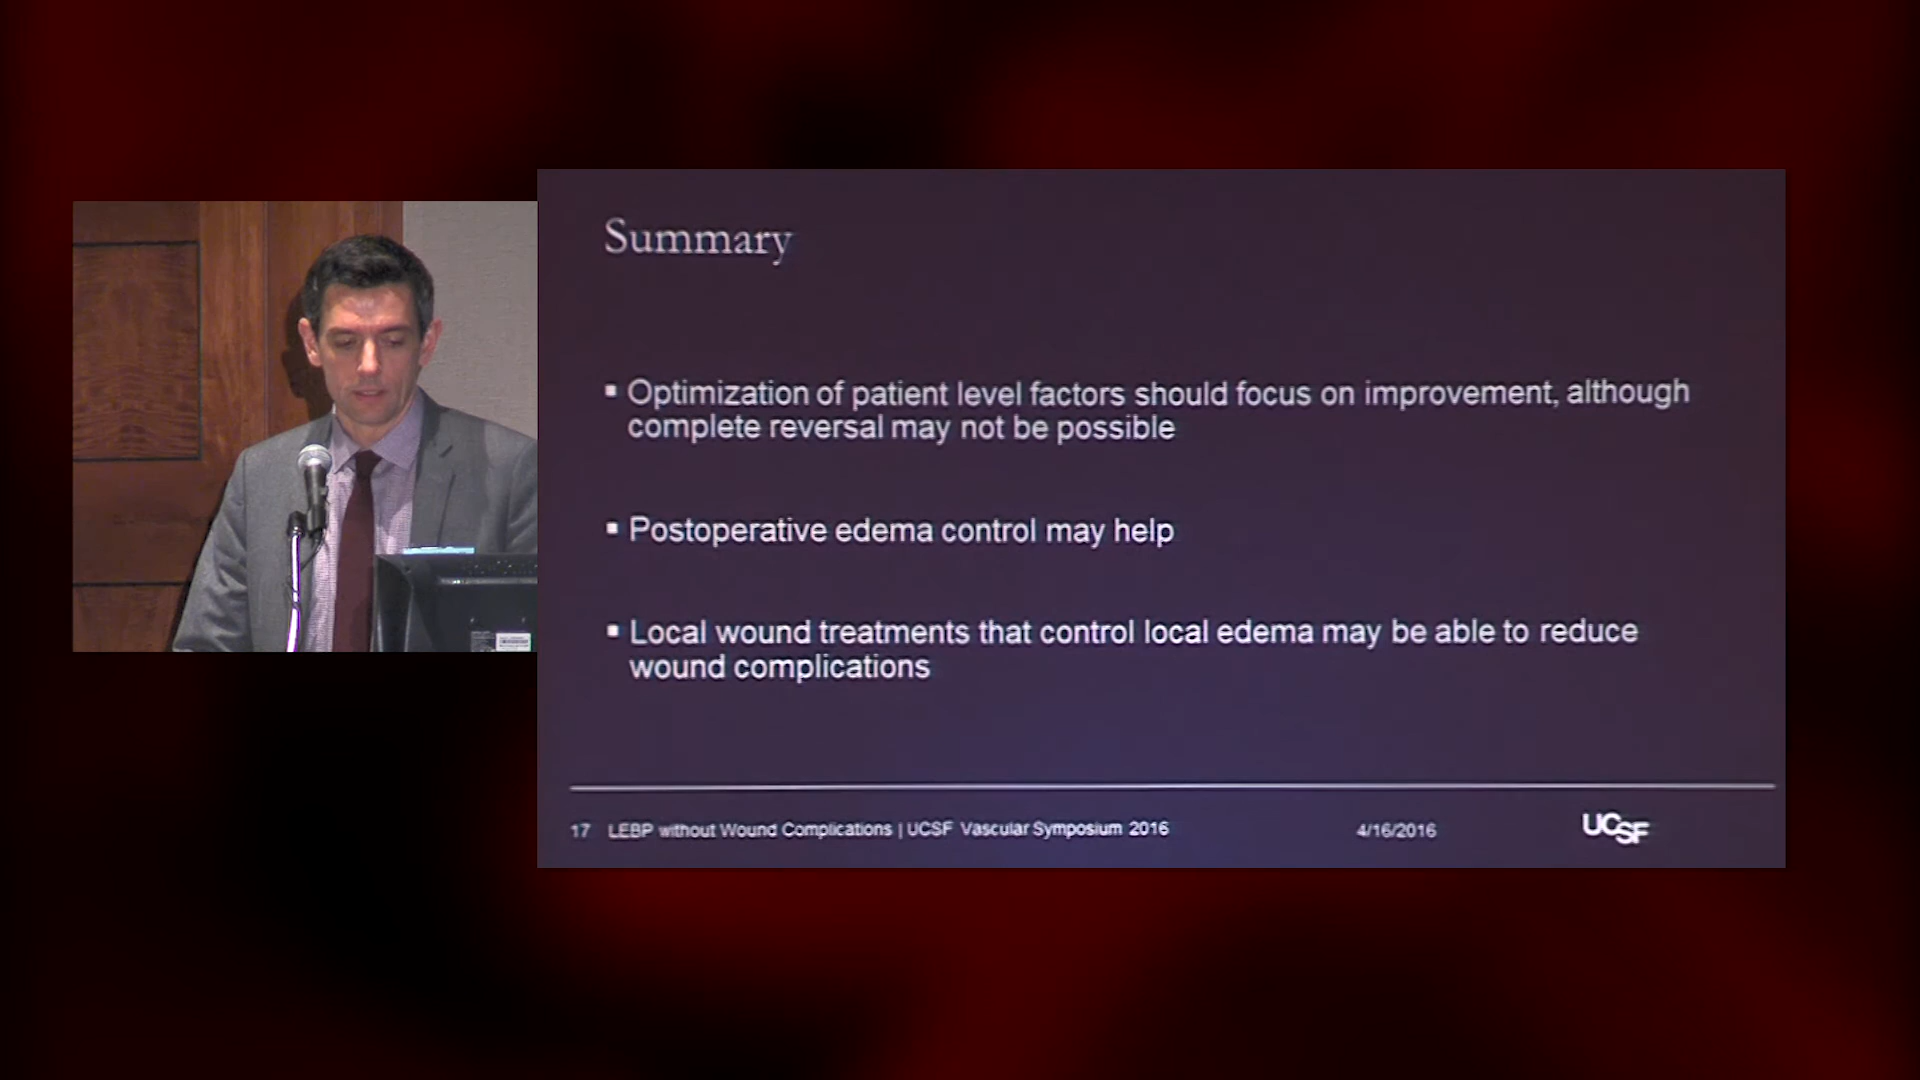 Summary
▪ Optimization of patient level factors should focus on improvement, although
complete reversal may not be possible
▪ Postoperative edema control may help
▪ Local wound treatments that control local edema may be able to reduce
wound complications
17 LEBP without Wound Complications | UCSF Vascular Symposium 2016 4/16/2016 UCSF